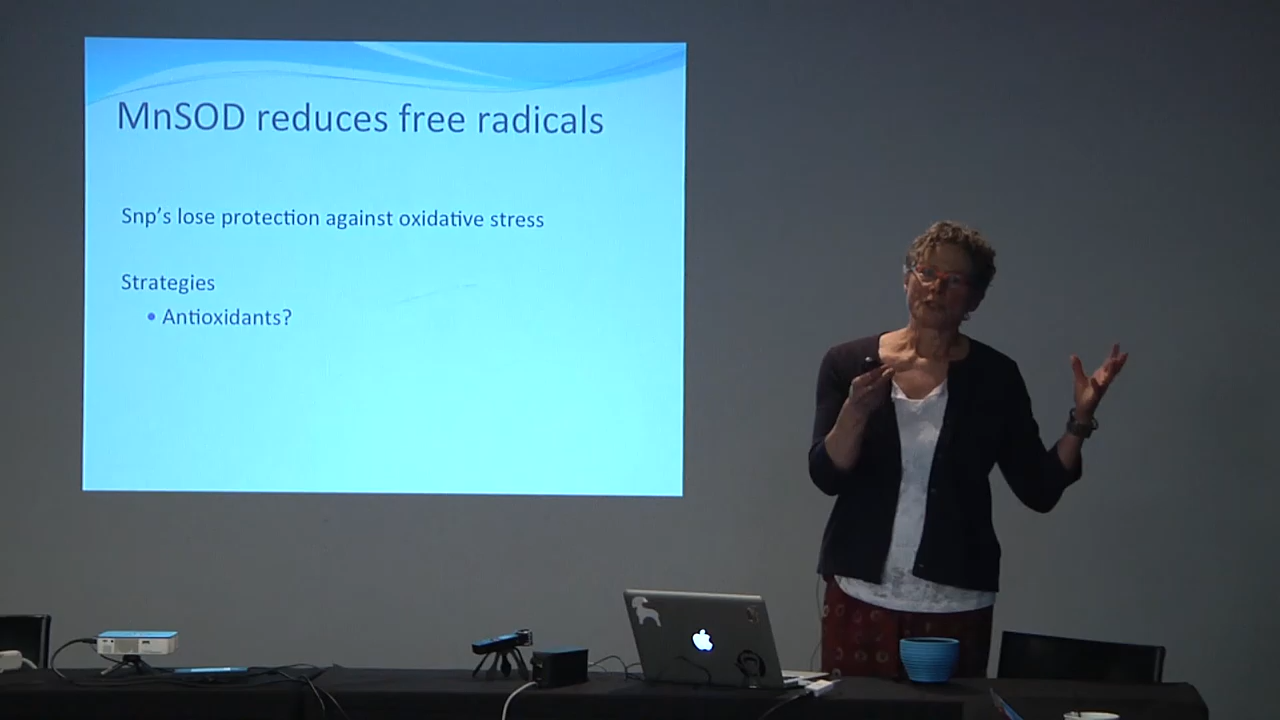 MnSOD reduces free radicals
Snp's lose protection against oxidative stress
Strategies
• Antioxidants?